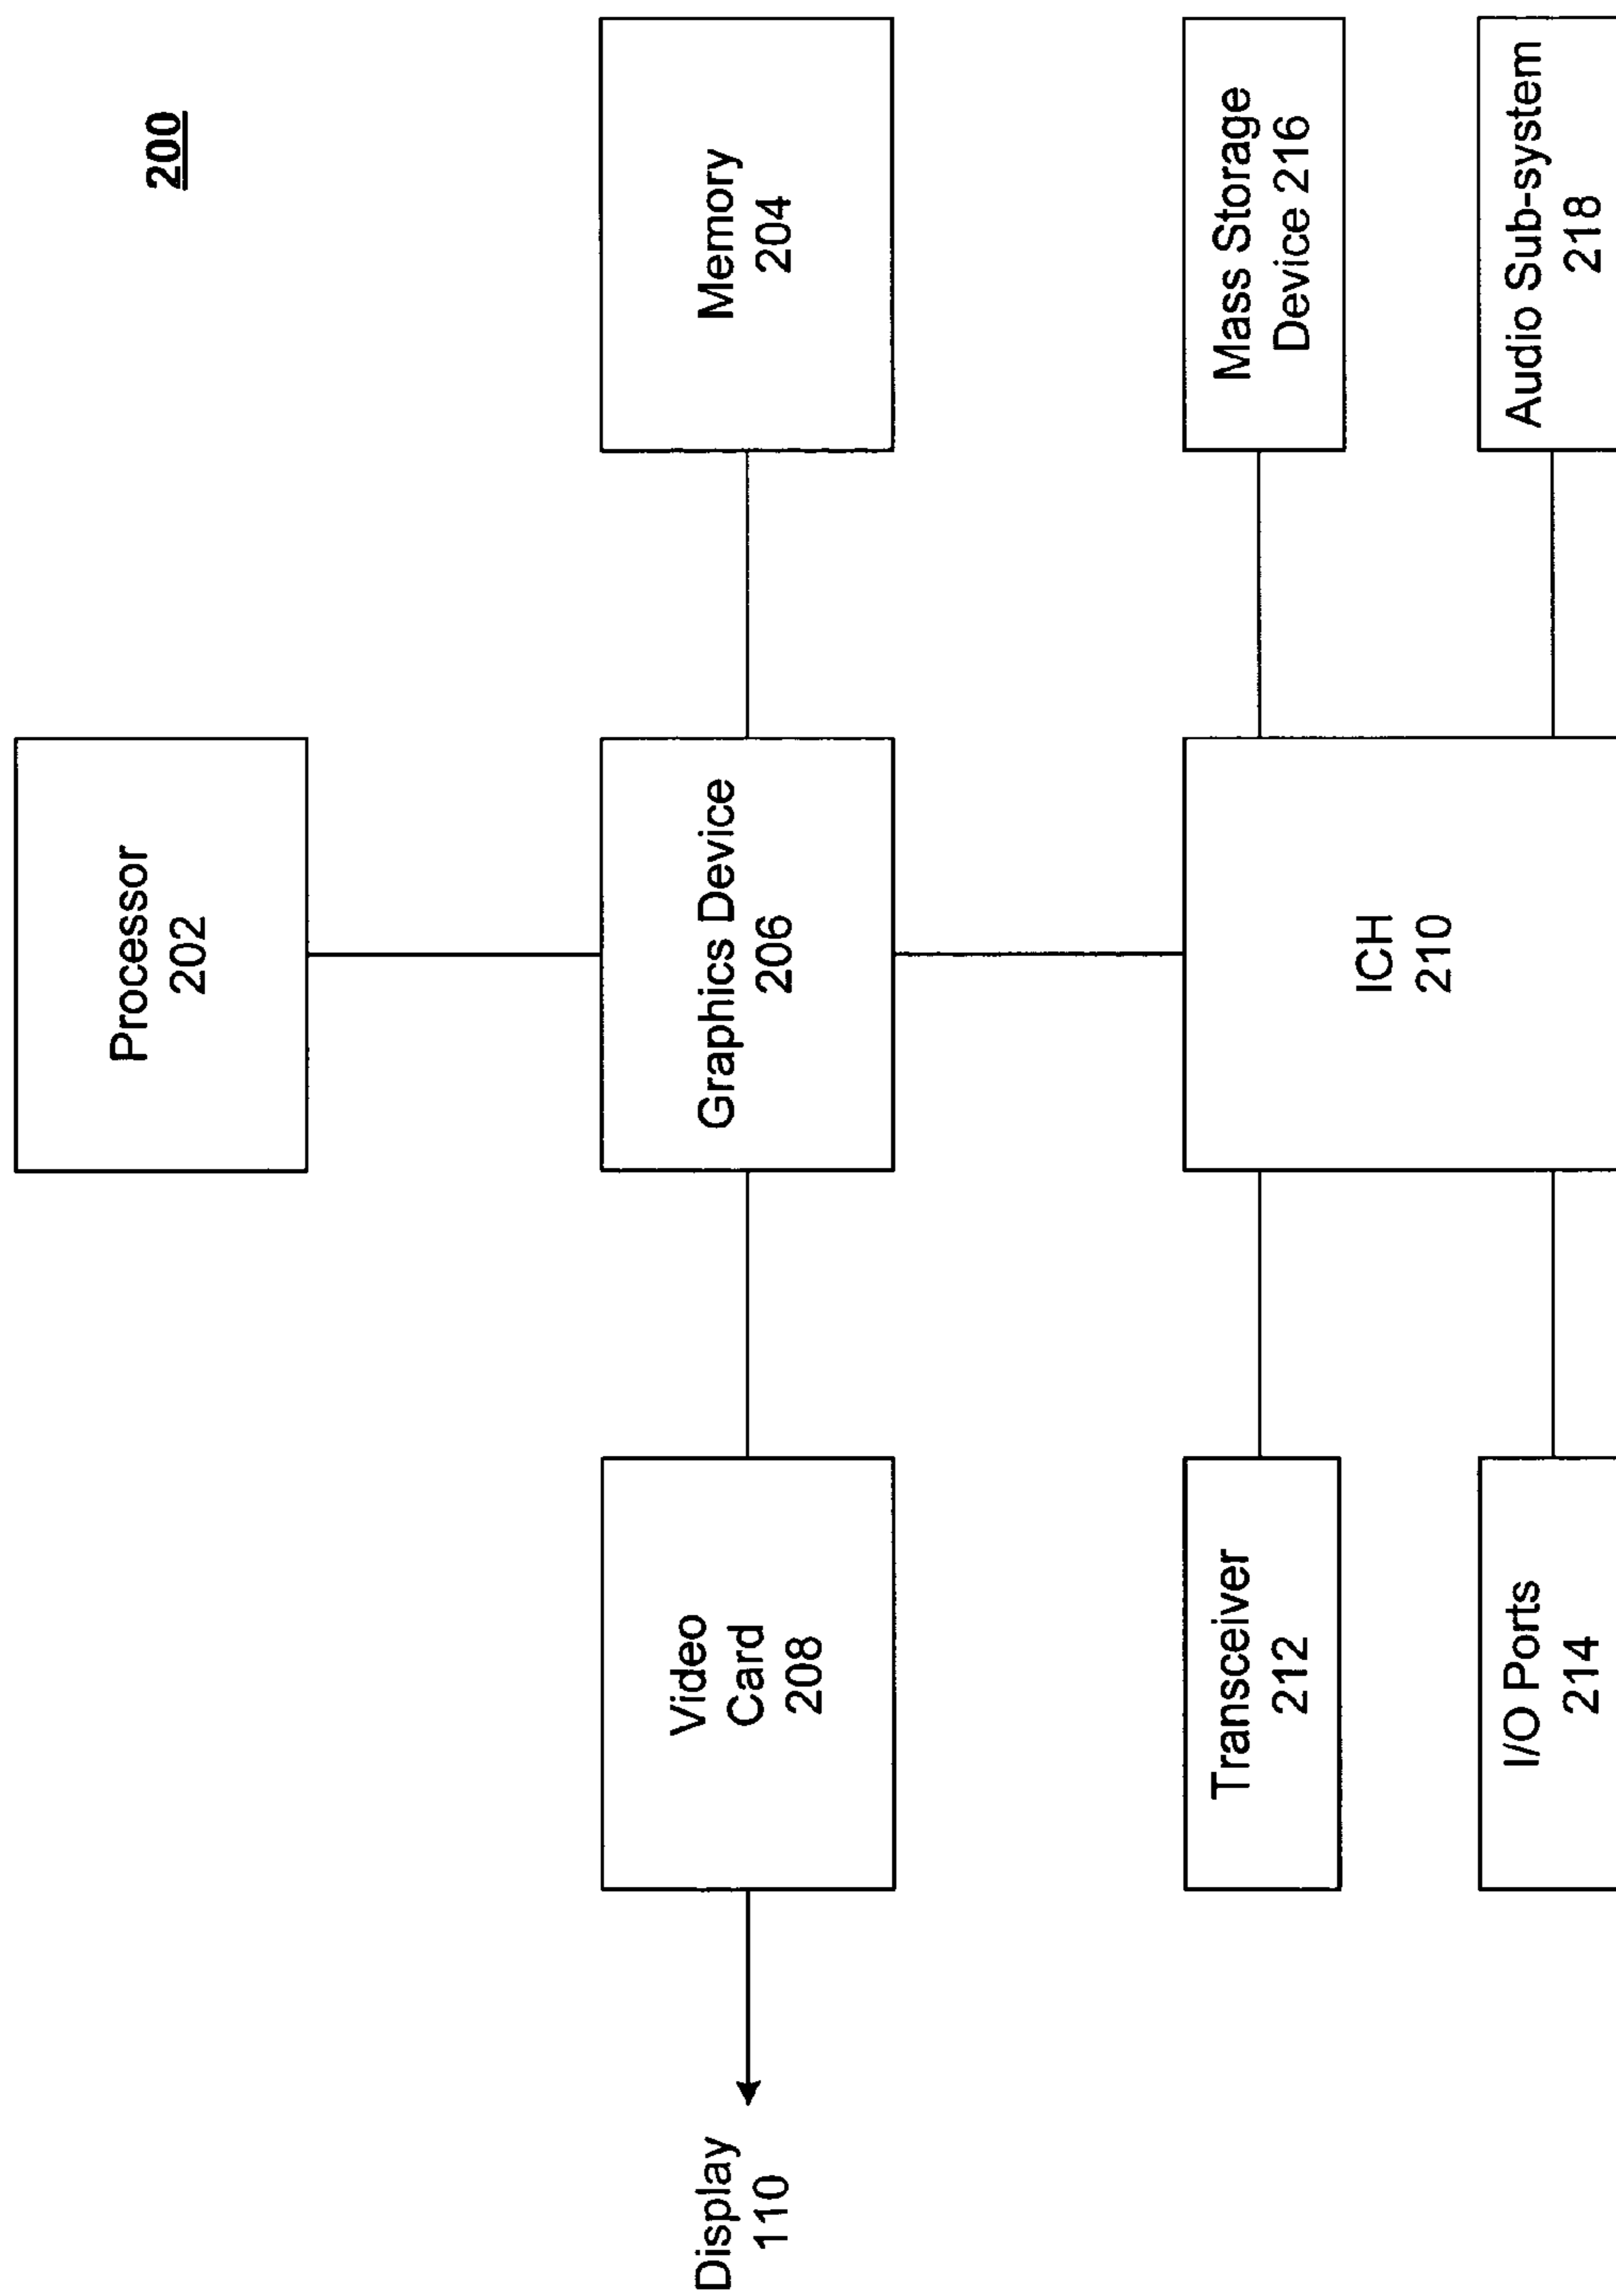 200
Processor
202
Display
110
Video
Card
208
Graphics Device
206
Memory
204
Transceiver
212
ICH
210
Mass Storage
Device 216
I/O Ports
214
Audio Sub-system
218